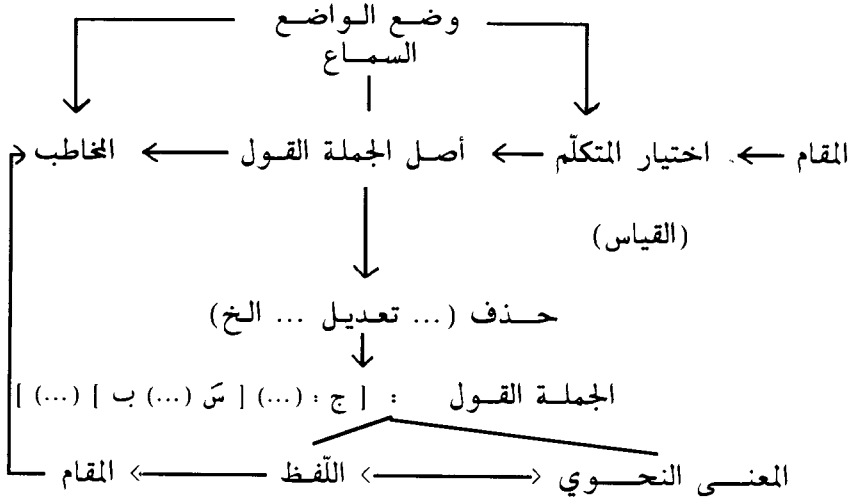 وضع الواضع
السماع
المقام اختيار المتكلّم أصل الجملة القول المخاطب
(القياس)
حذف (... تعديل ... الخ)
الجملة القول : [ ج : (...) [ سَ (...) ب ] (...) ]
المعنى النحوي اللّفظ المقام